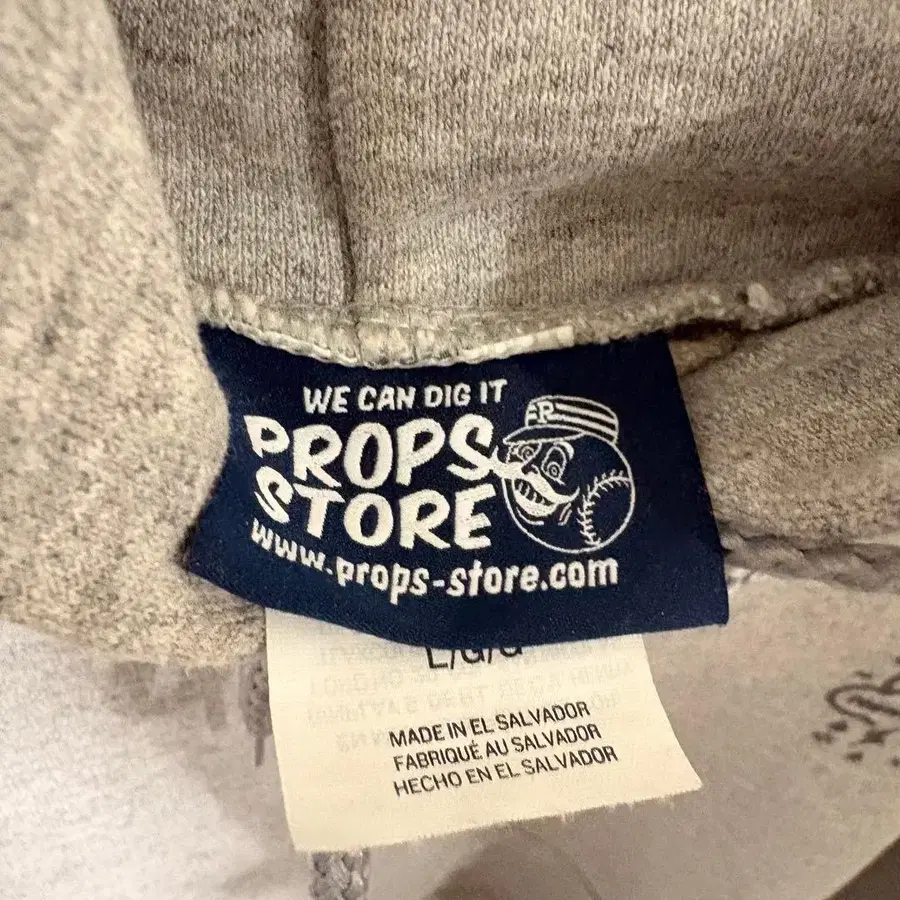 WE CAN DIG IT
PROPS
STORE
www.props-store.com
L/G/G
MADE IN EL SALVADOR
FABRIQUÉ AU SALVADOR
HECHO EN EL SALVADOR